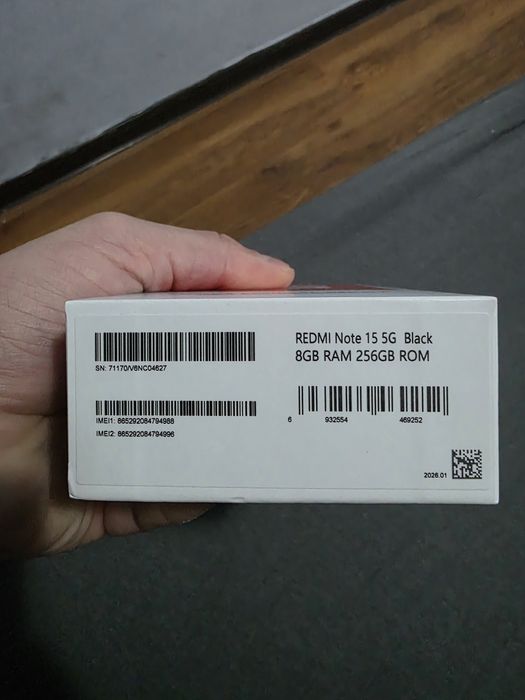 SN: 71170/V6NC04627
IMEI1: 865292084794988
IMEI2: 865292084794996
REDMI Note 15 5G Black
8GB RAM 256GB ROM
6 932554 469252
2026.01